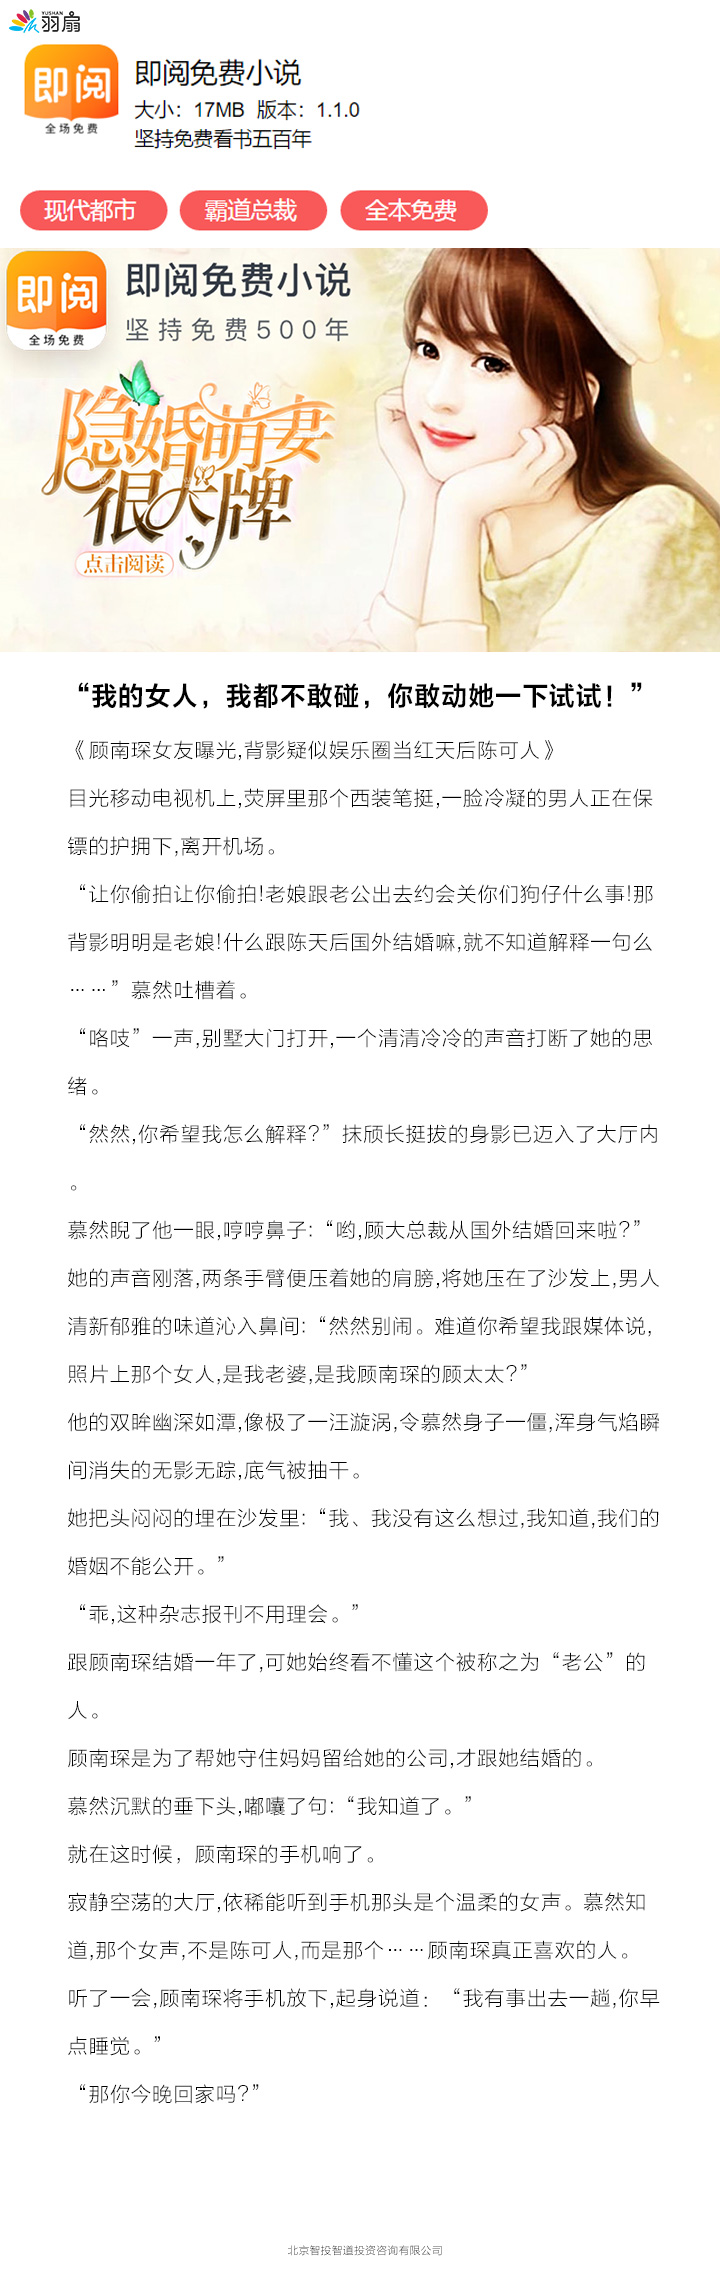 YUSHAN
羽扇
即阅
全场免费
即阅免费小说
大小：17MB 版本：1.1.0
坚持免费看书五百年
现代都市 霸道总裁 全本免费
即阅
全场免费
即阅免费小说
坚持免费500年
隐婚萌妻
很大牌
点击阅读
“我的女人，我都不敢碰，你敢动她一下试试！”
《顾南琛女友曝光,背影疑似娱乐圈当红天后陈可人》
目光移动电视机上,荧屏里那个西装笔挺,一脸冷凝的男人正在保
镖的护拥下,离开机场。
“让你偷拍让你偷拍!老娘跟老公出去约会关你们狗仔什么事!那
背影明明是老娘!什么跟陈天后国外结婚嘛,就不知道解释一句么
……”慕然吐槽着。
“咯吱”一声,别墅大门打开,一个清清冷冷的声音打断了她的思
绪。
“然然,你希望我怎么解释?”抹颀长挺拔的身影已迈入了大厅内
。
慕然睨了他一眼,哼哼鼻子:“哟,顾大总裁从国外结婚回来啦?”
她的声音刚落,两条手臂便压着她的肩膀,将她压在了沙发上,男人
清新郁雅的味道沁入鼻间:“然然别闹。难道你希望我跟媒体说,
照片上那个女人,是我老婆,是我顾南琛的顾太太?”
他的双眸幽深如潭,像极了一汪漩涡,令慕然身子一僵,浑身气焰瞬
间消失的无影无踪,底气被抽干。
她把头闷闷的埋在沙发里:“我、我没有这么想过,我知道,我们的
婚姻不能公开。”
“乖,这种杂志报刊不用理会。”
跟顾南琛结婚一年了,可她始终看不懂这个被称之为“老公”的
人。
顾南琛是为了帮她守住妈妈留给她的公司,才跟她结婚的。
慕然沉默的垂下头,嘟囔了句:“我知道了。”
就在这时候，顾南琛的手机响了。
寂静空荡的大厅,依稀能听到手机那头是个温柔的女声。慕然知
道,那个女声,不是陈可人,而是那个……顾南琛真正喜欢的人。
听了一会,顾南琛将手机放下,起身说道：“我有事出去一趟,你早
点睡觉。”
“那你今晚回家吗?”
北京智投智道投资咨询有限公司